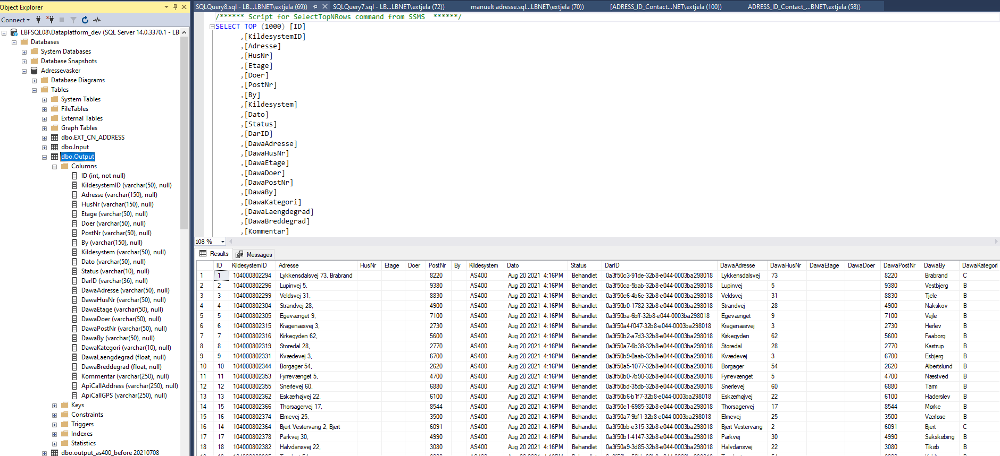 Object Explorer
Connect
LBFSQL08\Dataplatform_dev (SQL Server 14.0.3370.1 - LB
Databases
System Databases
Database Snapshots
Adressevasker
Database Diagrams
Tables
System Tables
FileTables
External Tables
Graph Tables
dbo.EXT_CN_ADDRESS
dbo.Input
dbo.Output
Columns
ID (int, not null)
KildesystemID (varchar(50), null)
Adresse (varchar(150), null)
HusNr (varchar(150), null)
Etage (varchar(50), null)
Doer (varchar(50), null)
PostNr (varchar(50), null)
By (varchar(150), null)
Kildesystem (varchar(50), null)
Dato (varchar(50), null)
Status (varchar(10), null)
DarID (varchar(36), null)
DawaAdresse (varchar(50), null)
DawaHusNr (varchar(50), null)
DawaEtage (varchar(50), null)
DawaDoer (varchar(50), null)
DawaPostNr (varchar(50), null)
DawaBy (varchar(50), null)
DawaKategori (varchar(10), null)
DawaLaengdegrad (float, null)
DawaBreddegrad (float, null)
Kommentar (varchar(250), null)
ApiCallAddress (varchar(250), null)
ApiCallGPS (varchar(250), null)
Keys
Constraints
Triggers
Indexes
Statistics
dbo.output_as400_before 20210708
SQLQuery8.sql - LB...LBNET\extjela (69)) SQLQuery7.sql - LB...LBNET\extjela (72)) manuelt adresse.sql...LBNET\extjela (70)) [ADRESS_ID_Contact...NET\extjela (100)) ADRESS_ID_Contact_...BNET\extjela (58))
/****** Script for SelectTopNRows command from SSMS ******/
SELECT TOP (1000) [ID]
,[KildesystemID]
,[Adresse]
,[HusNr]
,[Etage]
,[Doer]
,[PostNr]
,[By]
,[Kildesystem]
,[Dato]
,[Status]
,[DarID]
,[DawaAdresse]
,[DawaHusNr]
,[DawaEtage]
,[DawaDoer]
,[DawaPostNr]
,[DawaBy]
,[DawaKategori]
,[DawaLaengdegrad]
,[DawaBreddegrad]
,[Kommentar]
108 %
Results Messages
ID KildesystemID Adresse HusNr Etage Doer PostNr By Kildesystem Dato Status DarID DawaAdresse DawaHusNr DawaEtage DawaDoer DawaPostNr DawaBy DawaKategori
1 1 104000802294 Lykkensdalsvej 73, Brabrand 8220 AS400 Aug 20 2021 4:16PM Behandlet 0a3f50c3-91de-32b8-e044-0003ba298018 Lykkensdalsvej 73 8220 Brabrand C
2 2 104000802296 Lupinvej 5, 9380 AS400 Aug 20 2021 4:16PM Behandlet 0a3f50ca-5bab-32b8-e044-0003ba298018 Lupinvej 5 9380 Vestbjerg B
3 3 104000802299 Veldsvej 31, 8830 AS400 Aug 20 2021 4:16PM Behandlet 0a3f50c6-4b6c-32b8-e044-0003ba298018 Veldsvej 31 8830 Tjele B
4 4 104000802304 Strandvej 28, 4900 AS400 Aug 20 2021 4:16PM Behandlet 0a3f50b0-1782-32b8-e044-0003ba298018 Strandvej 28 4900 Nakskov B
5 5 104000802305 Egevænget 9, 7100 AS400 Aug 20 2021 4:16PM Behandlet 0a3f50ba-6bff-32b8-e044-0003ba298018 Egevænget 9 7100 Vejle B
6 6 104000802315 Kragenæsvej 3, 2730 AS400 Aug 20 2021 4:16PM Behandlet 0a3f50a4-f047-32b8-e044-0003ba298018 Kragenæsvej 3 2730 Herlev B
7 7 104000802316 Kirkegyden 62, 5600 AS400 Aug 20 2021 4:16PM Behandlet 0a3f50b2-a7d3-32b8-e044-0003ba298018 Kirkegyden 62 5600 Faaborg B
8 8 104000802319 Storedal 28, 2770 AS400 Aug 20 2021 4:16PM Behandlet 0a3f50a7-6b38-32b8-e044-0003ba298018 Storedal 28 2770 Kastrup B
9 9 104000802331 Kvædevej 3, 6700 AS400 Aug 20 2021 4:16PM Behandlet 0a3f50b9-0aab-32b8-e044-0003ba298018 Kvædevej 3 6700 Esbjerg B
10 10 104000802344 Borgager 54, 2620 AS400 Aug 20 2021 4:16PM Behandlet 0a3f50a5-1077-32b8-e044-0003ba298018 Borgager 54 2620 Albertslund B
11 11 104000802353 Fyrrevænget 5, 4700 AS400 Aug 20 2021 4:16PM Behandlet 0a3f50b0-7b90-32b8-e044-0003ba298018 Fyrrevænget 5 4700 Næstved B
12 12 104000802355 Snerlevej 60, 6880 AS400 Aug 20 2021 4:16PM Behandlet 0a3f50bd-35db-32b8-e044-0003ba298018 Snerlevej 60 6880 Tarm B
13 13 104000802362 Eskærhøjvej 22, 6100 AS400 Aug 20 2021 4:16PM Behandlet 0a3f50b6-b1f7-32b8-e044-0003ba298018 Eskærhøjvej 22 6100 Haderslev B
14 15 104000802366 Thorsagervej 17, 8544 AS400 Aug 20 2021 4:16PM Behandlet 0a3f50c1-6985-32b8-e044-0003ba298018 Thorsagervej 17 8544 Mørke B
15 16 104000802374 Elmevej 25, 3500 AS400 Aug 20 2021 4:16PM Behandlet 0a3f50a7-9bf1-32b8-e044-0003ba298018 Elmevej 25 3500 Værløse B
16 14 104000802364 Bjert Vestervang 2, Bjert 6091 AS400 Aug 20 2021 4:16PM Behandlet 0a3f50bb-e315-32b8-e044-0003ba298018 Bjert Vestervang 2 6091 Bjert C
17 17 104000802378 Parkvej 30, 4990 AS400 Aug 20 2021 4:16PM Behandlet 0a3f50b1-4147-32b8-e044-0003ba298018 Parkvej 30 4990 Sakskøbing B
18 18 104000802382 Halvdansvej 22, 3080 AS400 Aug 20 2021 4:16PM Behandlet 0a3f50a9-3d85-32b8-e044-0003ba298018 Halvdansvej 22 3080 Tikøb B